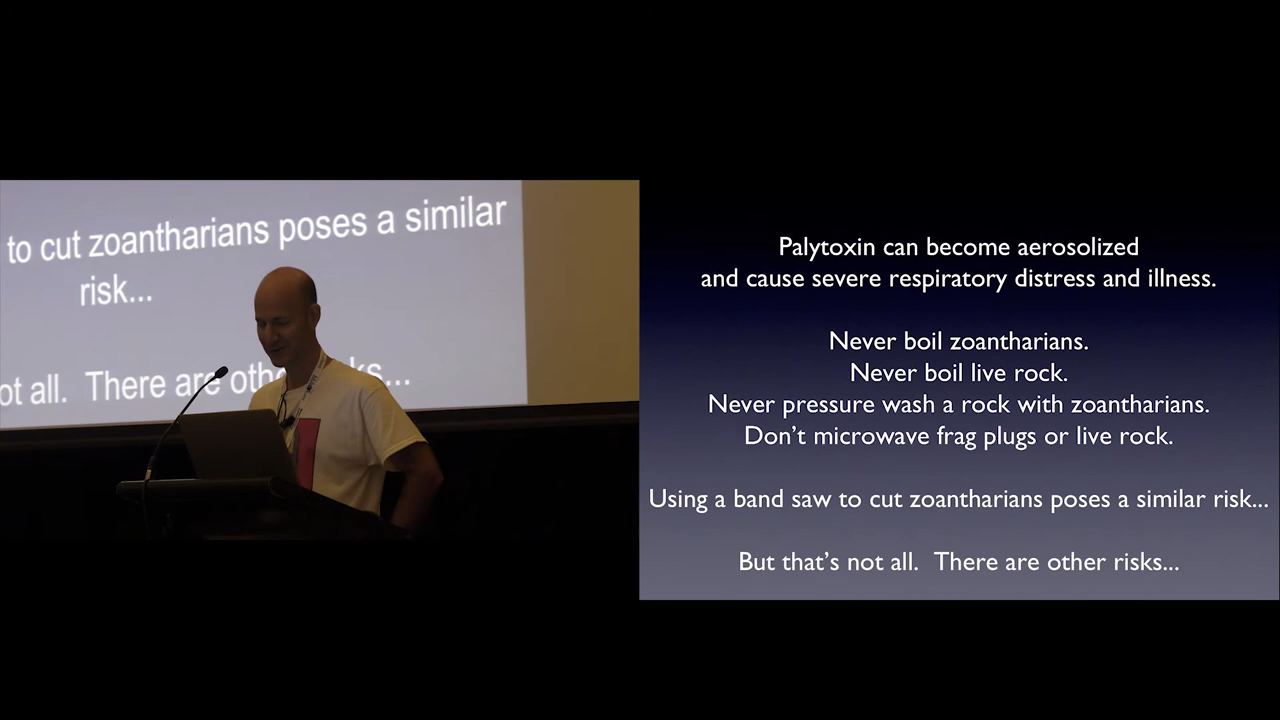 to cut zoantharians poses a similar
risk...
ot all.  There are oth ks...
Palytoxin can become aerosolized
and cause severe respiratory distress and illness.
Never boil zoantharians.
Never boil live rock.
Never pressure wash a rock with zoantharians.
Don't microwave frag plugs or live rock.
Using a band saw to cut zoantharians poses a similar risk...
But that's not all.  There are other risks...